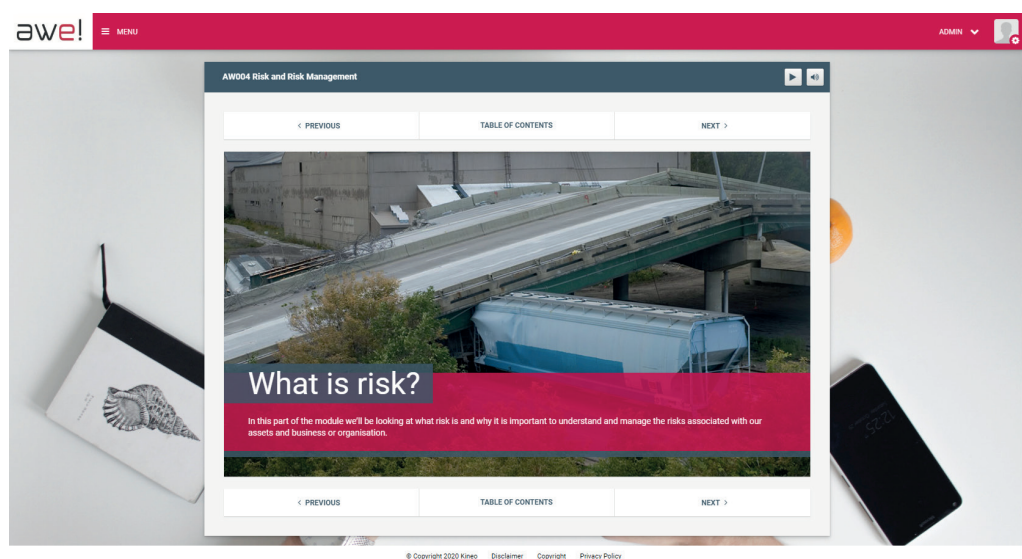 awe!
MENU
ADMIN
AW004 Risk and Risk Management
< PREVIOUS
TABLE OF CONTENTS
NEXT >
What is risk?
In this part of the module we'll be looking at what risk is and why it is important to understand and manage the risks associated with our
assets and business or organisation.
< PREVIOUS
TABLE OF CONTENTS
NEXT >
12:25
© Copyright 2020 Kineo Disclaimer Copyright Privacy Policy